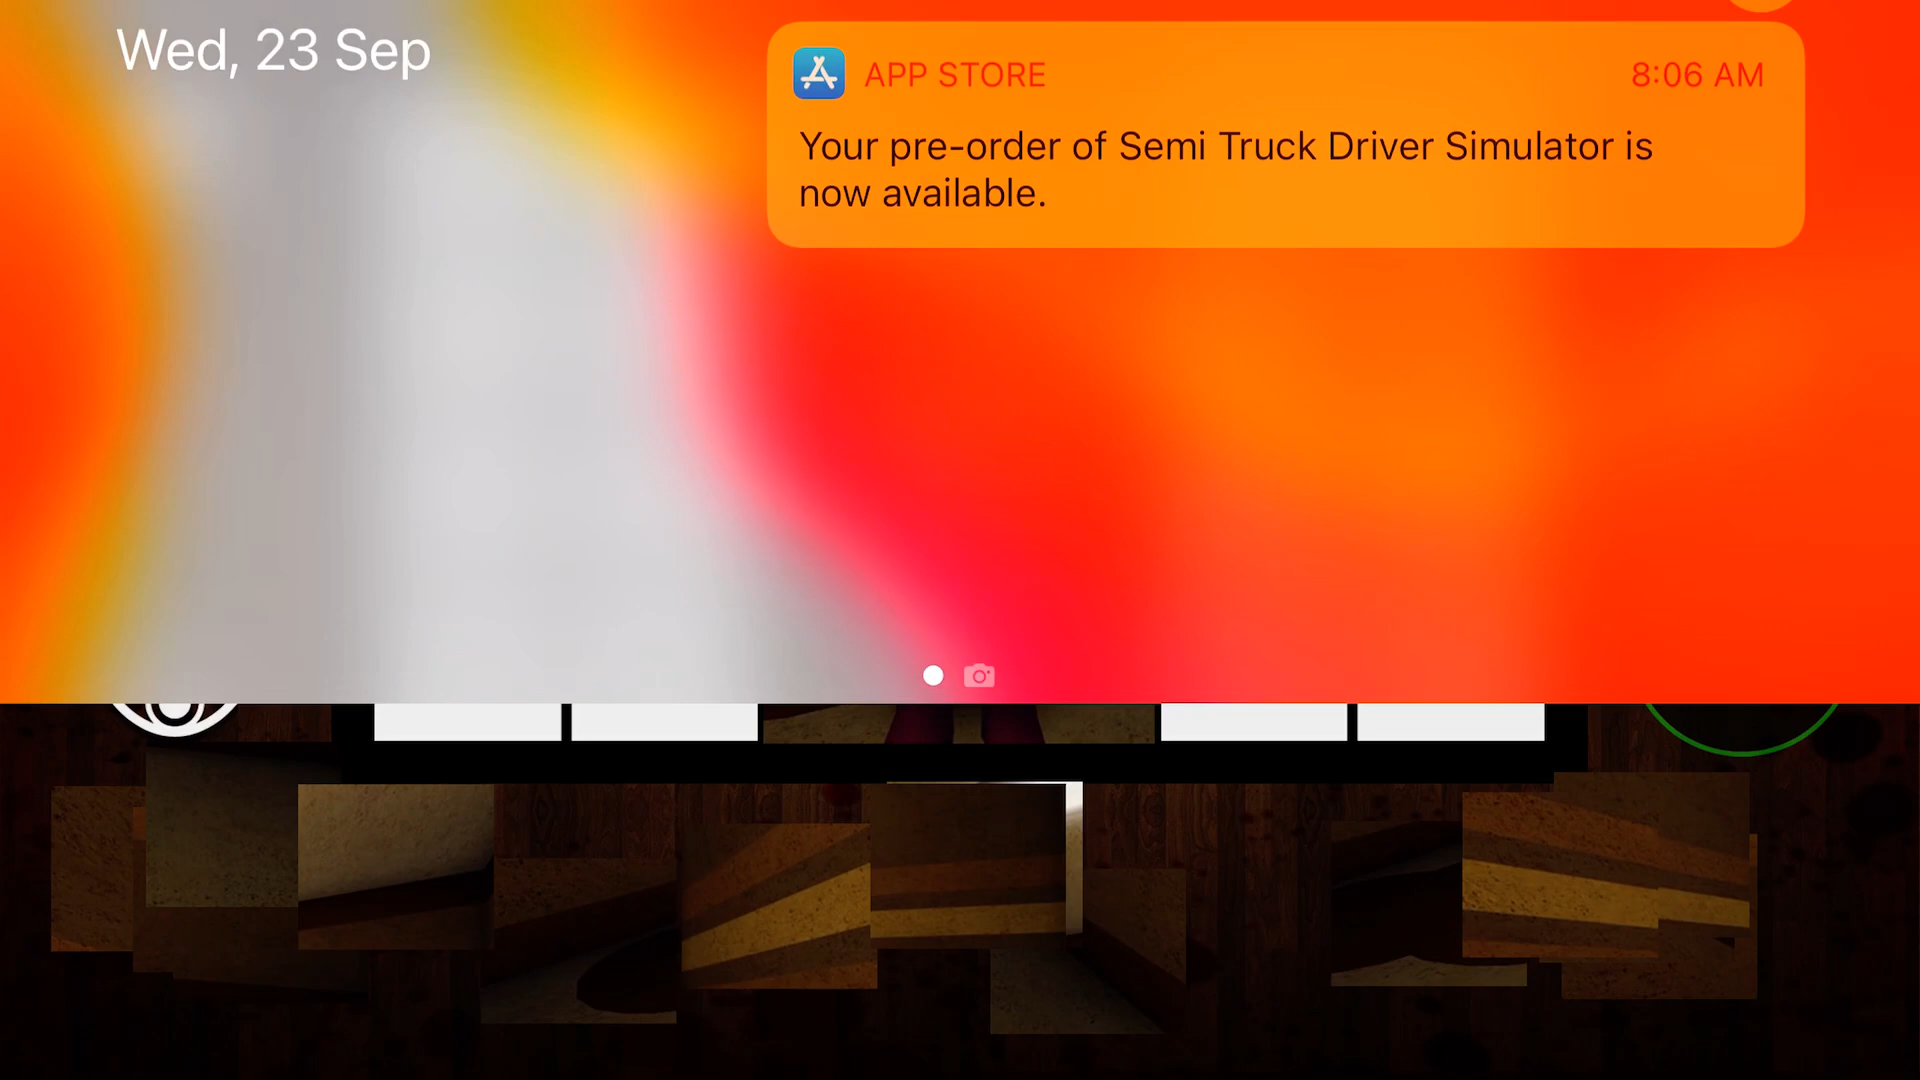 Wed, 23 Sep
APP STORE
8:06 AM
Your pre-order of Semi Truck Driver Simulator is
now available.